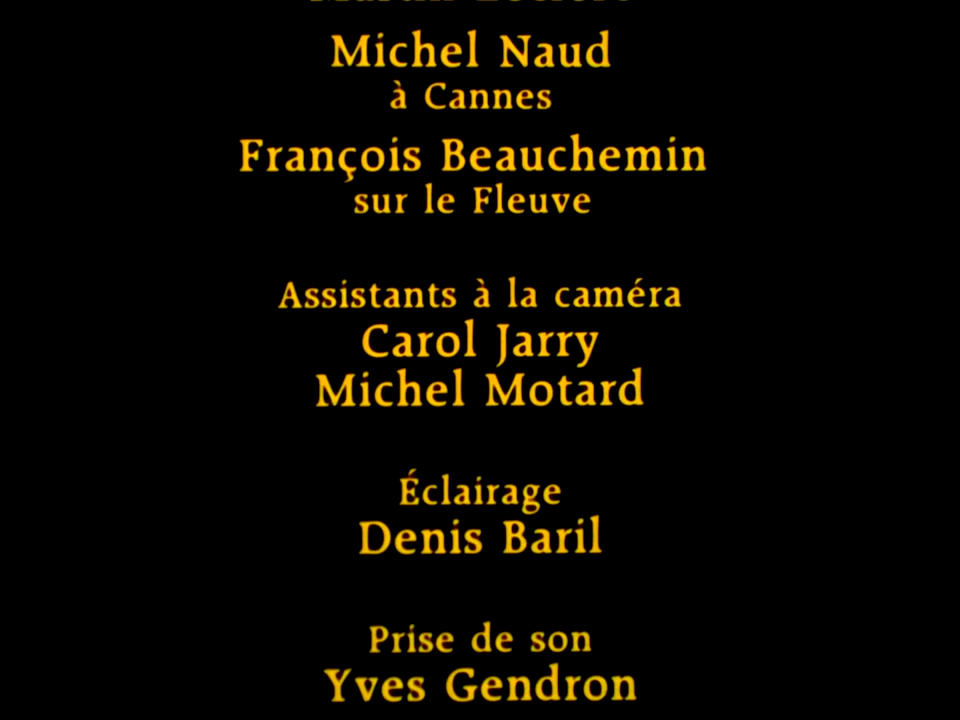 Michel Naud
à Cannes
François Beauchemin
sur le Fleuve
Assistants à la caméra
Carol Jarry
Michel Motard
Éclairage
Denis Baril
Prise de son
Yves Gendron